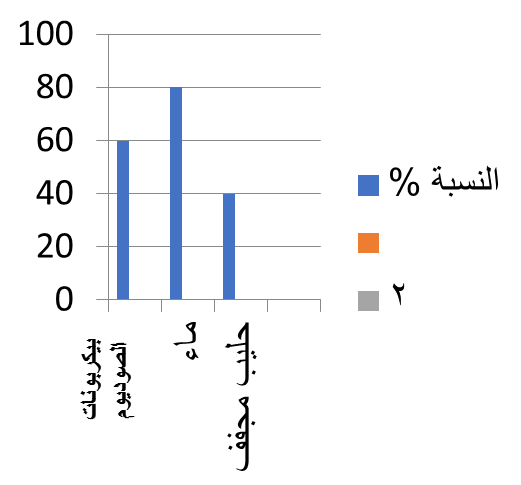 100
80
60
40
20
0
بيكربونات
الصوديوم
ماء
حليب مجفف
النسبة %
٢